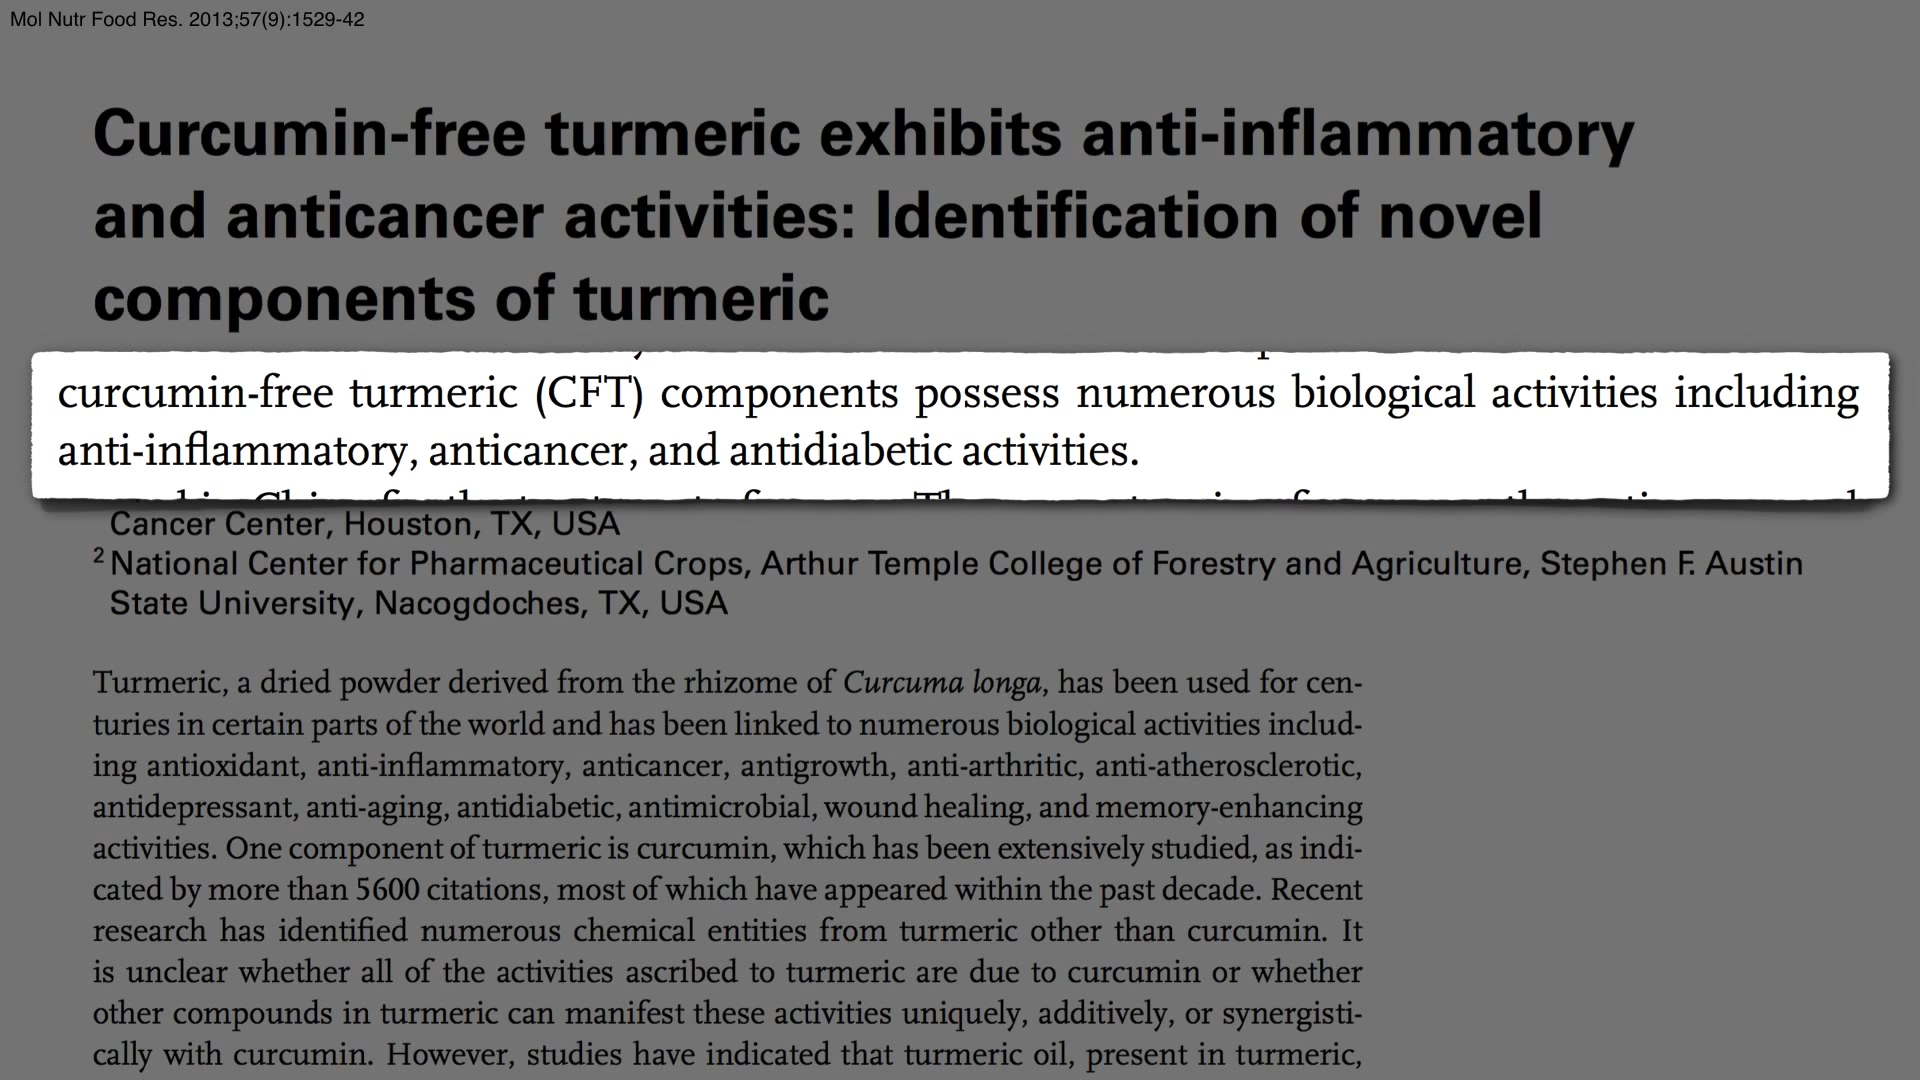 Mol Nutr Food Res. 2013;57(9):1529-42
Curcumin-free turmeric exhibits anti-inflammatory
and anticancer activities: Identification of novel
components of turmeric
curcumin-free turmeric (CFT) components possess numerous biological activities including
anti-inflammatory, anticancer, and antidiabetic activities.
Cancer Center, Houston, TX, USA
2 National Center for Pharmaceutical Crops, Arthur Temple College of Forestry and Agriculture, Stephen F. Austin
State University, Nacogdoches, TX, USA
Turmeric, a dried powder derived from the rhizome of Curcuma longa, has been used for cen-
turies in certain parts of the world and has been linked to numerous biological activities includ-
ing antioxidant, anti-inflammatory, anticancer, antigrowth, anti-arthritic, anti-atherosclerotic,
antidepressant, anti-aging, antidiabetic, antimicrobial, wound healing, and memory-enhancing
activities. One component of turmeric is curcumin, which has been extensively studied, as indi-
cated by more than 5600 citations, most of which have appeared within the past decade. Recent
research has identified numerous chemical entities from turmeric other than curcumin. It
is unclear whether all of the activities ascribed to turmeric are due to curcumin or whether
other compounds in turmeric can manifest these activities uniquely, additively, or synergisti-
cally with curcumin. However, studies have indicated that turmeric oil, present in turmeric,